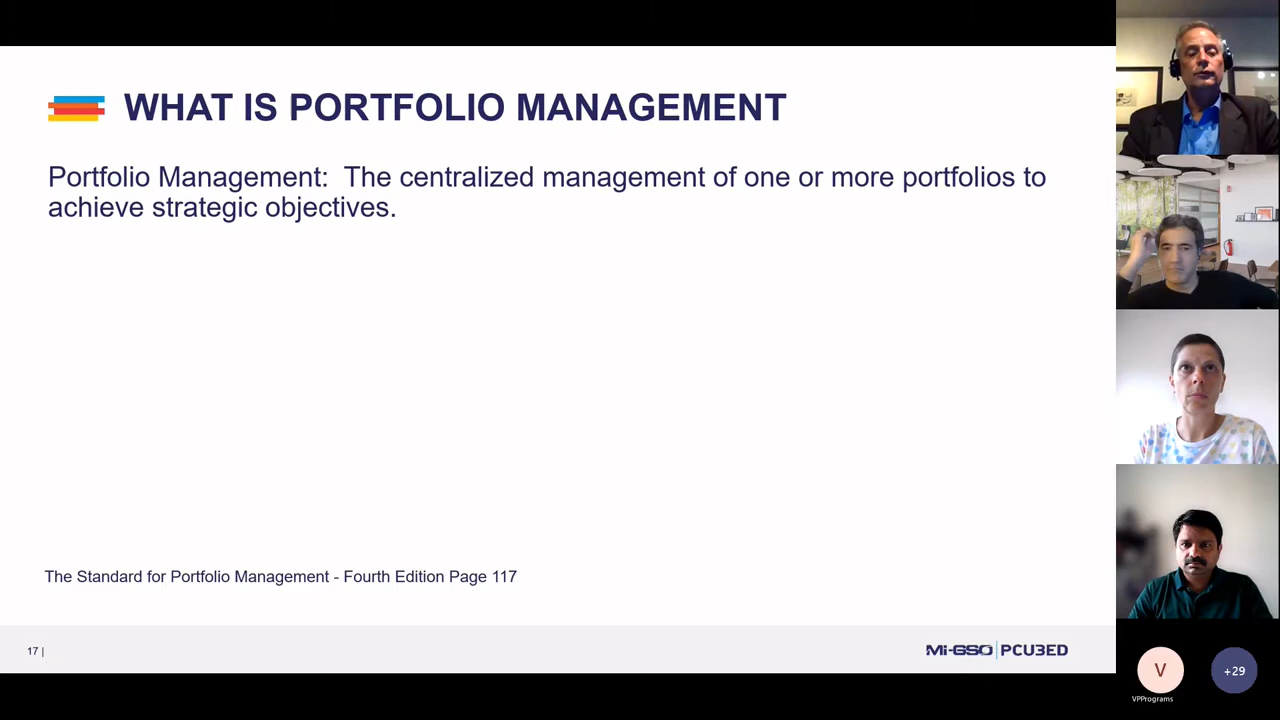 WHAT IS PORTFOLIO MANAGEMENT
Portfolio Management:  The centralized management of one or more portfolios to
achieve strategic objectives.
The Standard for Portfolio Management - Fourth Edition Page 117
17 |
Mi-GSO | PCUBED
V
VPPrograms
+29